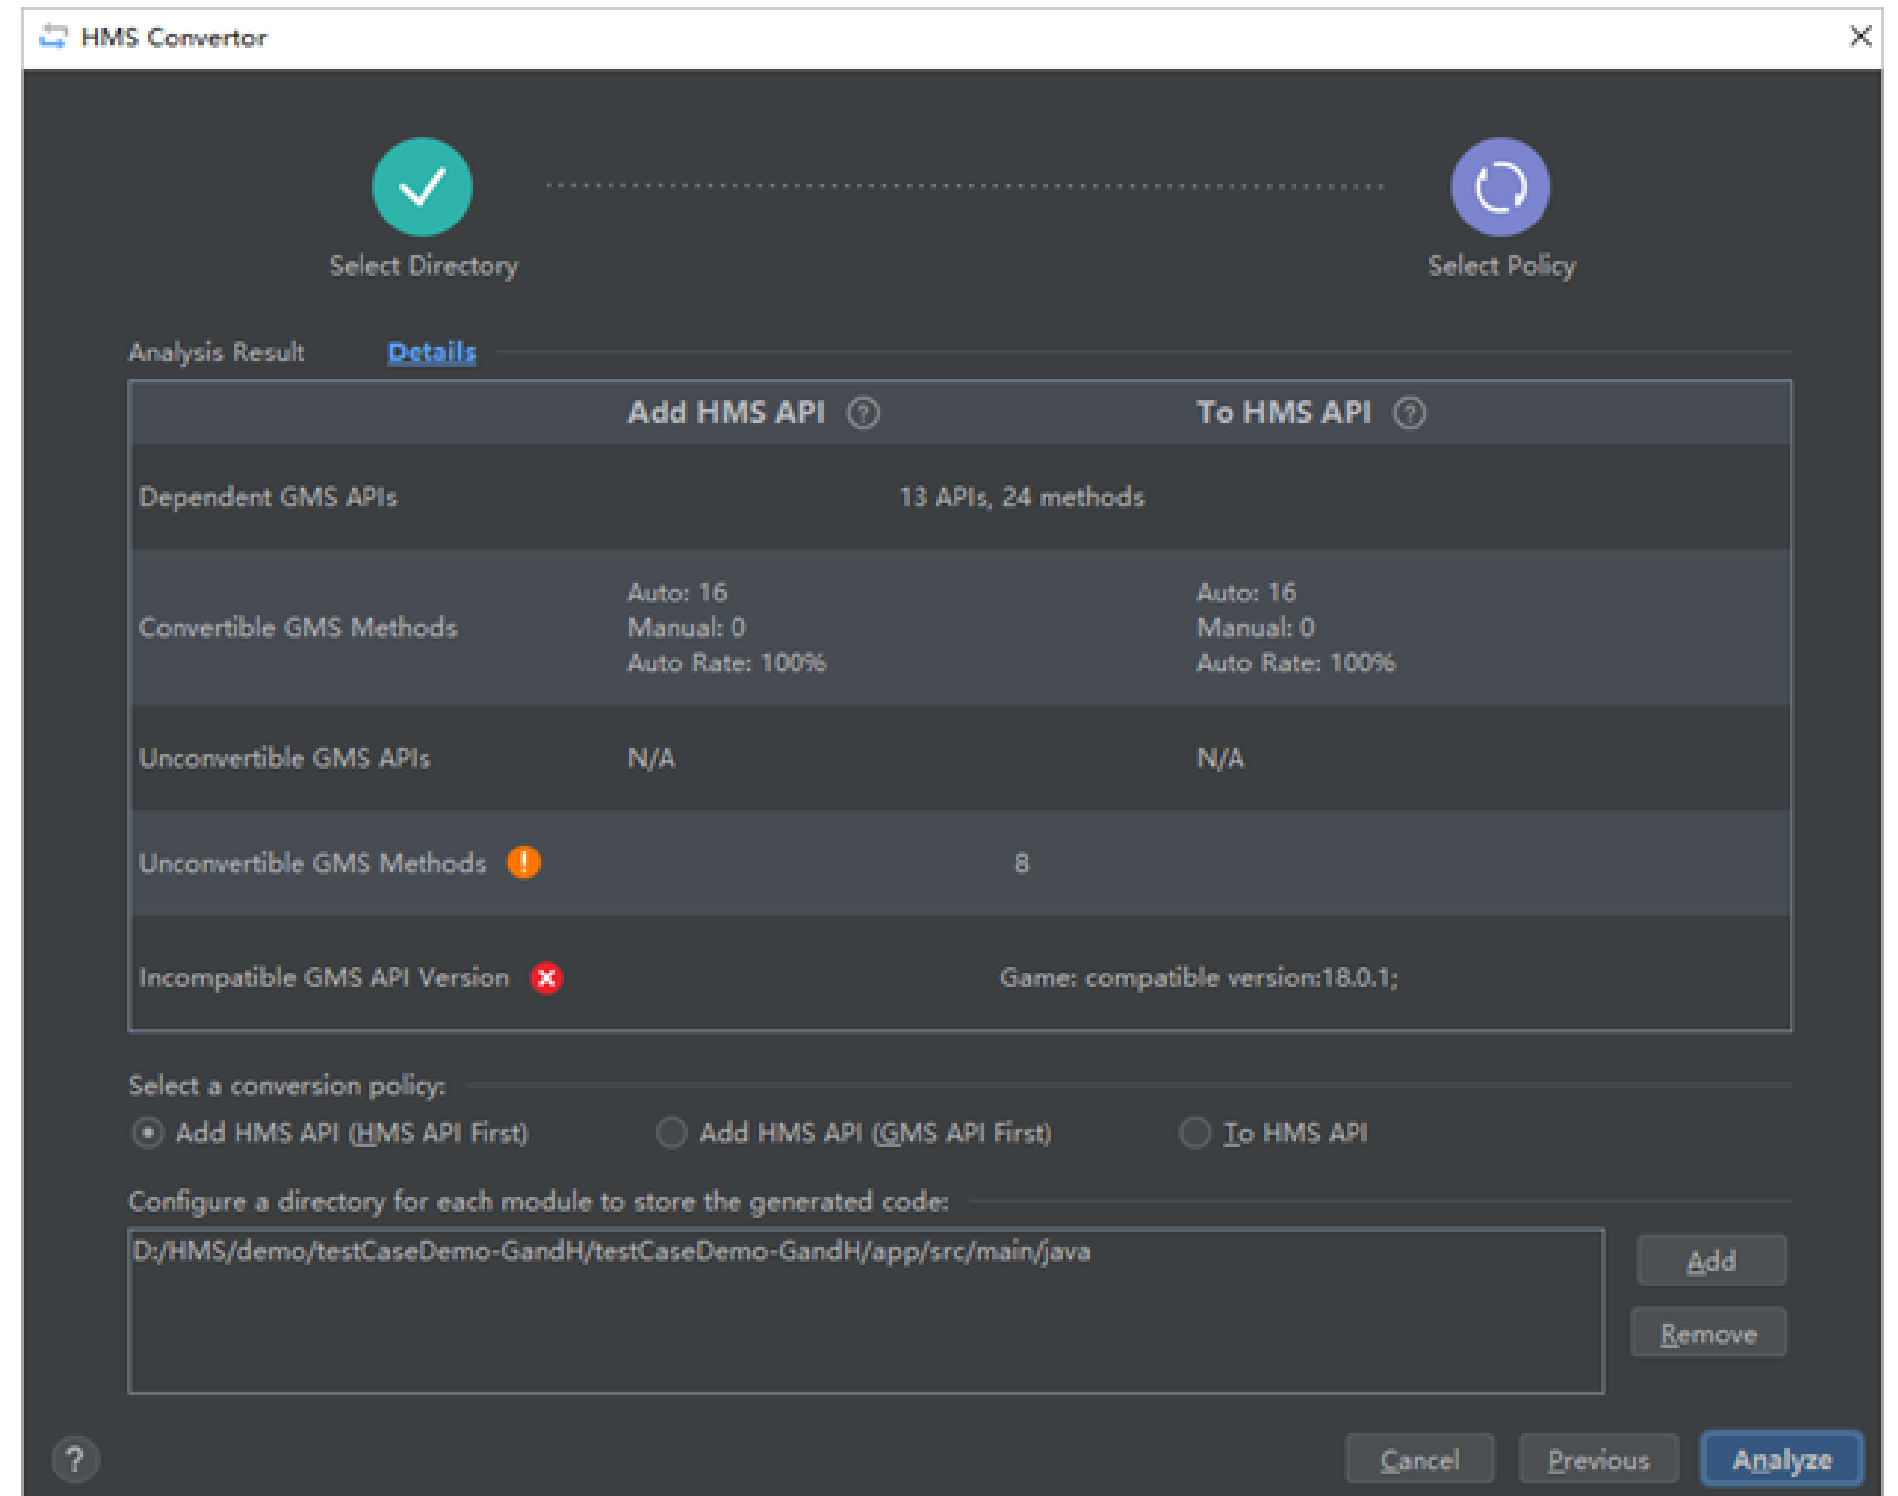 HMS Convertor
Select Directory
Select Policy
Analysis Result Details
Add HMS API ? To HMS API ?
Dependent GMS APIs 13 APIs, 24 methods
Auto: 16 Auto: 16
Convertible GMS Methods Manual: 0 Manual: 0
Auto Rate: 100% Auto Rate: 100%
Unconvertible GMS APIs N/A N/A
Unconvertible GMS Methods ! 8
Incompatible GMS API Version Game: compatible version:18.0.1;
Select a conversion policy:
Add HMS API (HMS API First) Add HMS API (GMS API First) To HMS API
Configure a directory for each module to store the generated code:
D:/HMS/demo/testCaseDemo-GandH/testCaseDemo-GandH/app/src/main/java
Add
Remove
? Cancel Previous Analyze